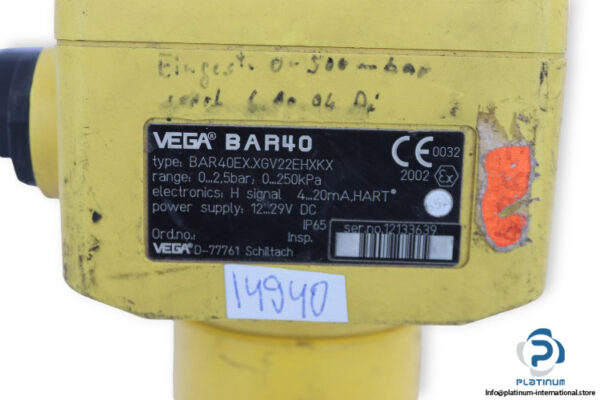 Eingest. 0-500 mbar
VEGA® BAR40
type: BAR40EX.XGV22EHXKX
range: 0...2,5bar; 0...250kPa
electronics: H signal 4...20mA,HART®
power supply: 12...29V DC
IP65
Ord.no.: Insp.
VEGA® D-77761 Schiltach
CE 0032
2002 Ex
ser.no.12133639
14940
PLATINUM
Info@platinum-international.store